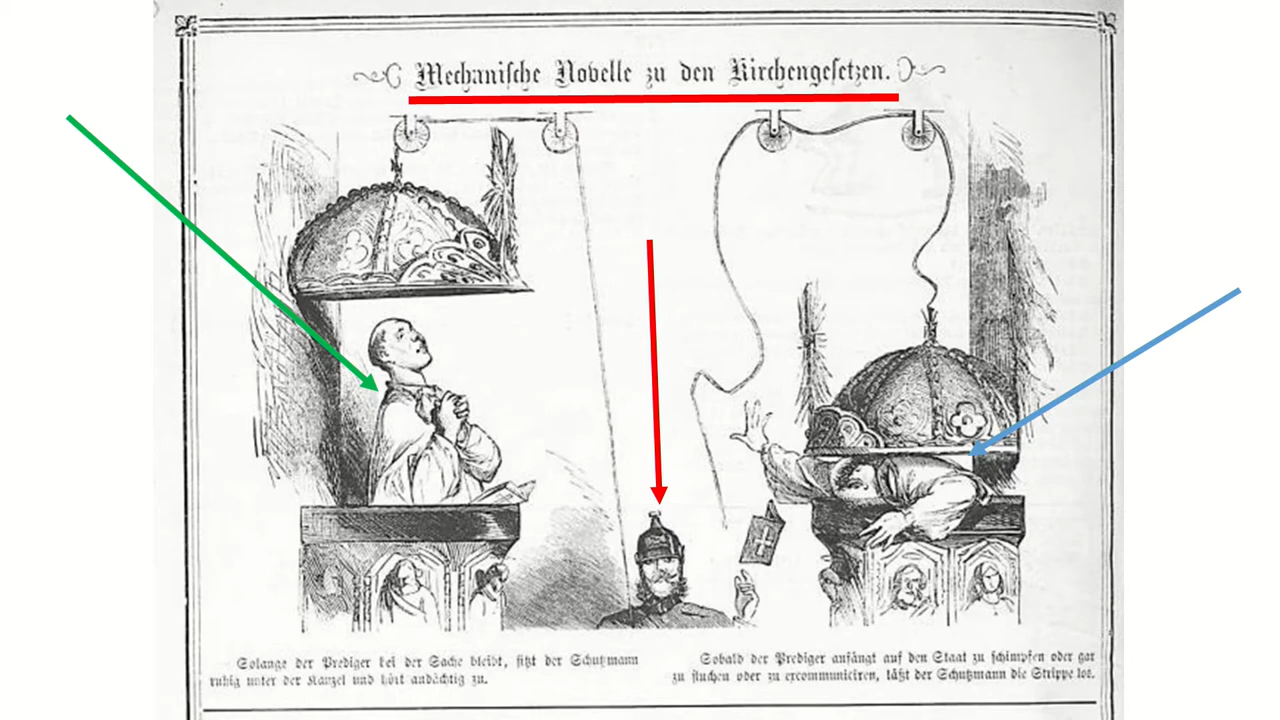 Mechanische Novelle zu den Kirchengesetzen.
Solange der Prediger bei der Sache bleibt, sitzt der Schutzmann
ruhig unter der Kanzel und hört andächtig zu.
Sobald der Prediger anfängt auf den Staat zu schimpfen oder gar
zu fluchen oder zu excommuniciren, läßt der Schutzmann die Strippe los.